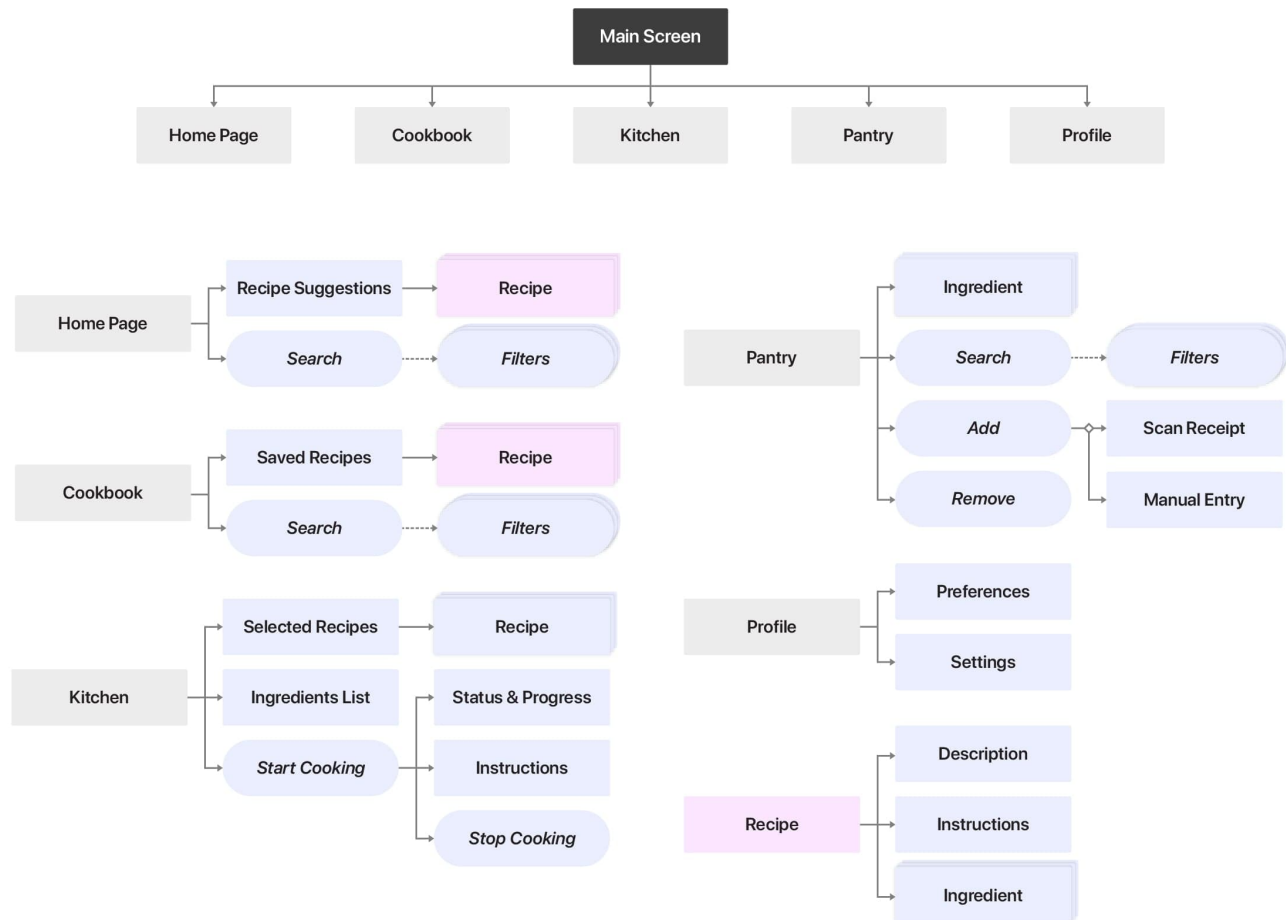 Main Screen
Home Page
Cookbook
Kitchen
Pantry
Profile
Home Page
Recipe Suggestions
Recipe
Search
Filters
Cookbook
Saved Recipes
Recipe
Search
Filters
Kitchen
Selected Recipes
Recipe
Ingredients List
Start Cooking
Status & Progress
Instructions
Stop Cooking
Pantry
Ingredient
Search
Filters
Add
Scan Receipt
Manual Entry
Remove
Profile
Preferences
Settings
Recipe
Description
Instructions
Ingredient